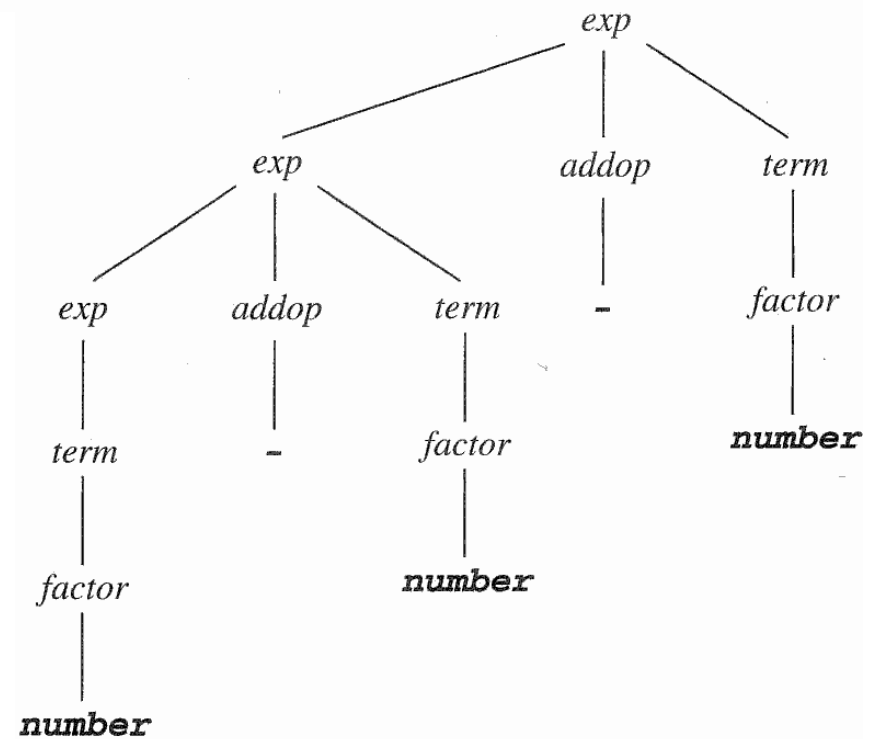 exp
exp addop term
exp addop term - factor
term - factor number
factor number
number